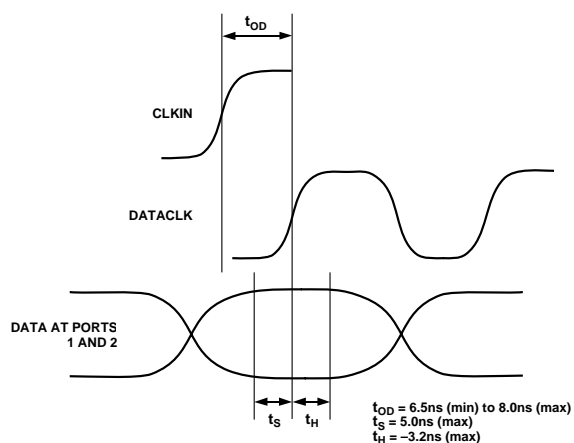 tOD
CLKIN
DATACLK
DATA AT PORTS
1 AND 2
tS
tH
tOD = 6.5ns (min) to 8.0ns (max)
tS = 5.0ns (max)
tH = –3.2ns (max)